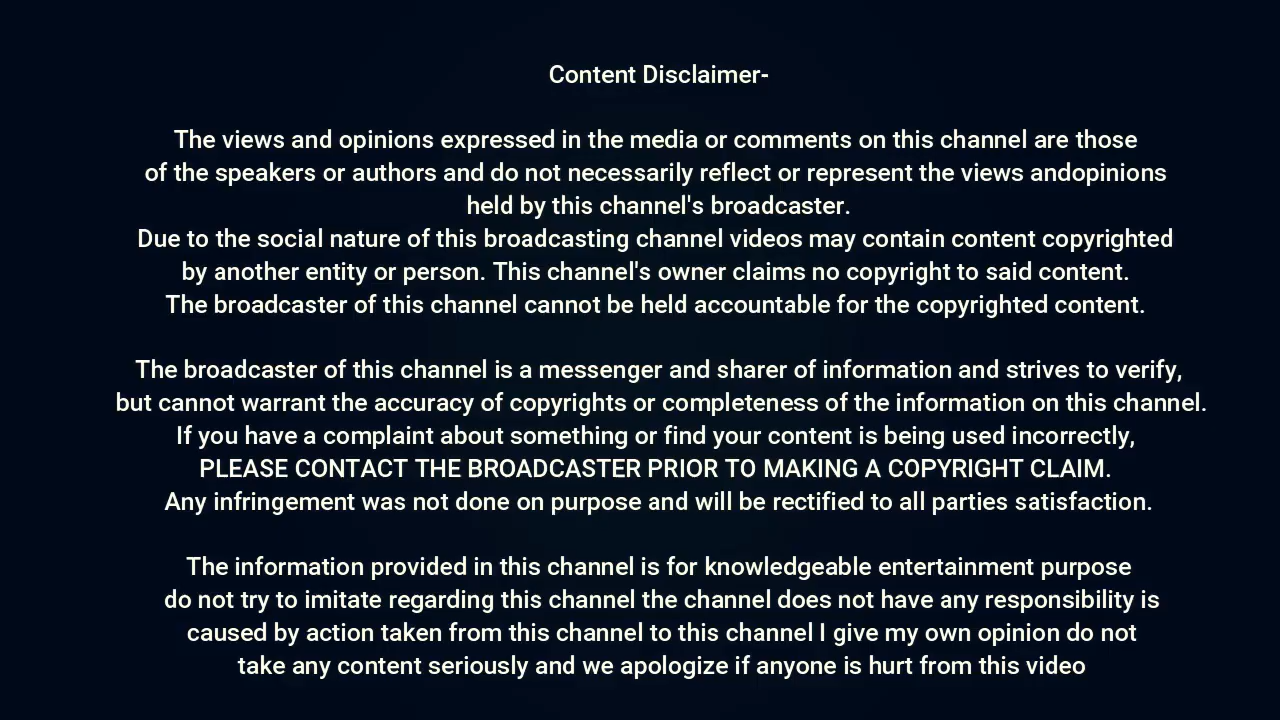 Content Disclaimer-
The views and opinions expressed in the media or comments on this channel are those
of the speakers or authors and do not necessarily reflect or represent the views andopinions
held by this channel's broadcaster.
Due to the social nature of this broadcasting channel videos may contain content copyrighted
by another entity or person. This channel's owner claims no copyright to said content.
The broadcaster of this channel cannot be held accountable for the copyrighted content.
The broadcaster of this channel is a messenger and sharer of information and strives to verify,
but cannot warrant the accuracy of copyrights or completeness of the information on this channel.
If you have a complaint about something or find your content is being used incorrectly,
PLEASE CONTACT THE BROADCASTER PRIOR TO MAKING A COPYRIGHT CLAIM.
Any infringement was not done on purpose and will be rectified to all parties satisfaction.
The information provided in this channel is for knowledgeable entertainment purpose
do not try to imitate regarding this channel the channel does not have any responsibility is
caused by action taken from this channel to this channel I give my own opinion do not
take any content seriously and we apologize if anyone is hurt from this video